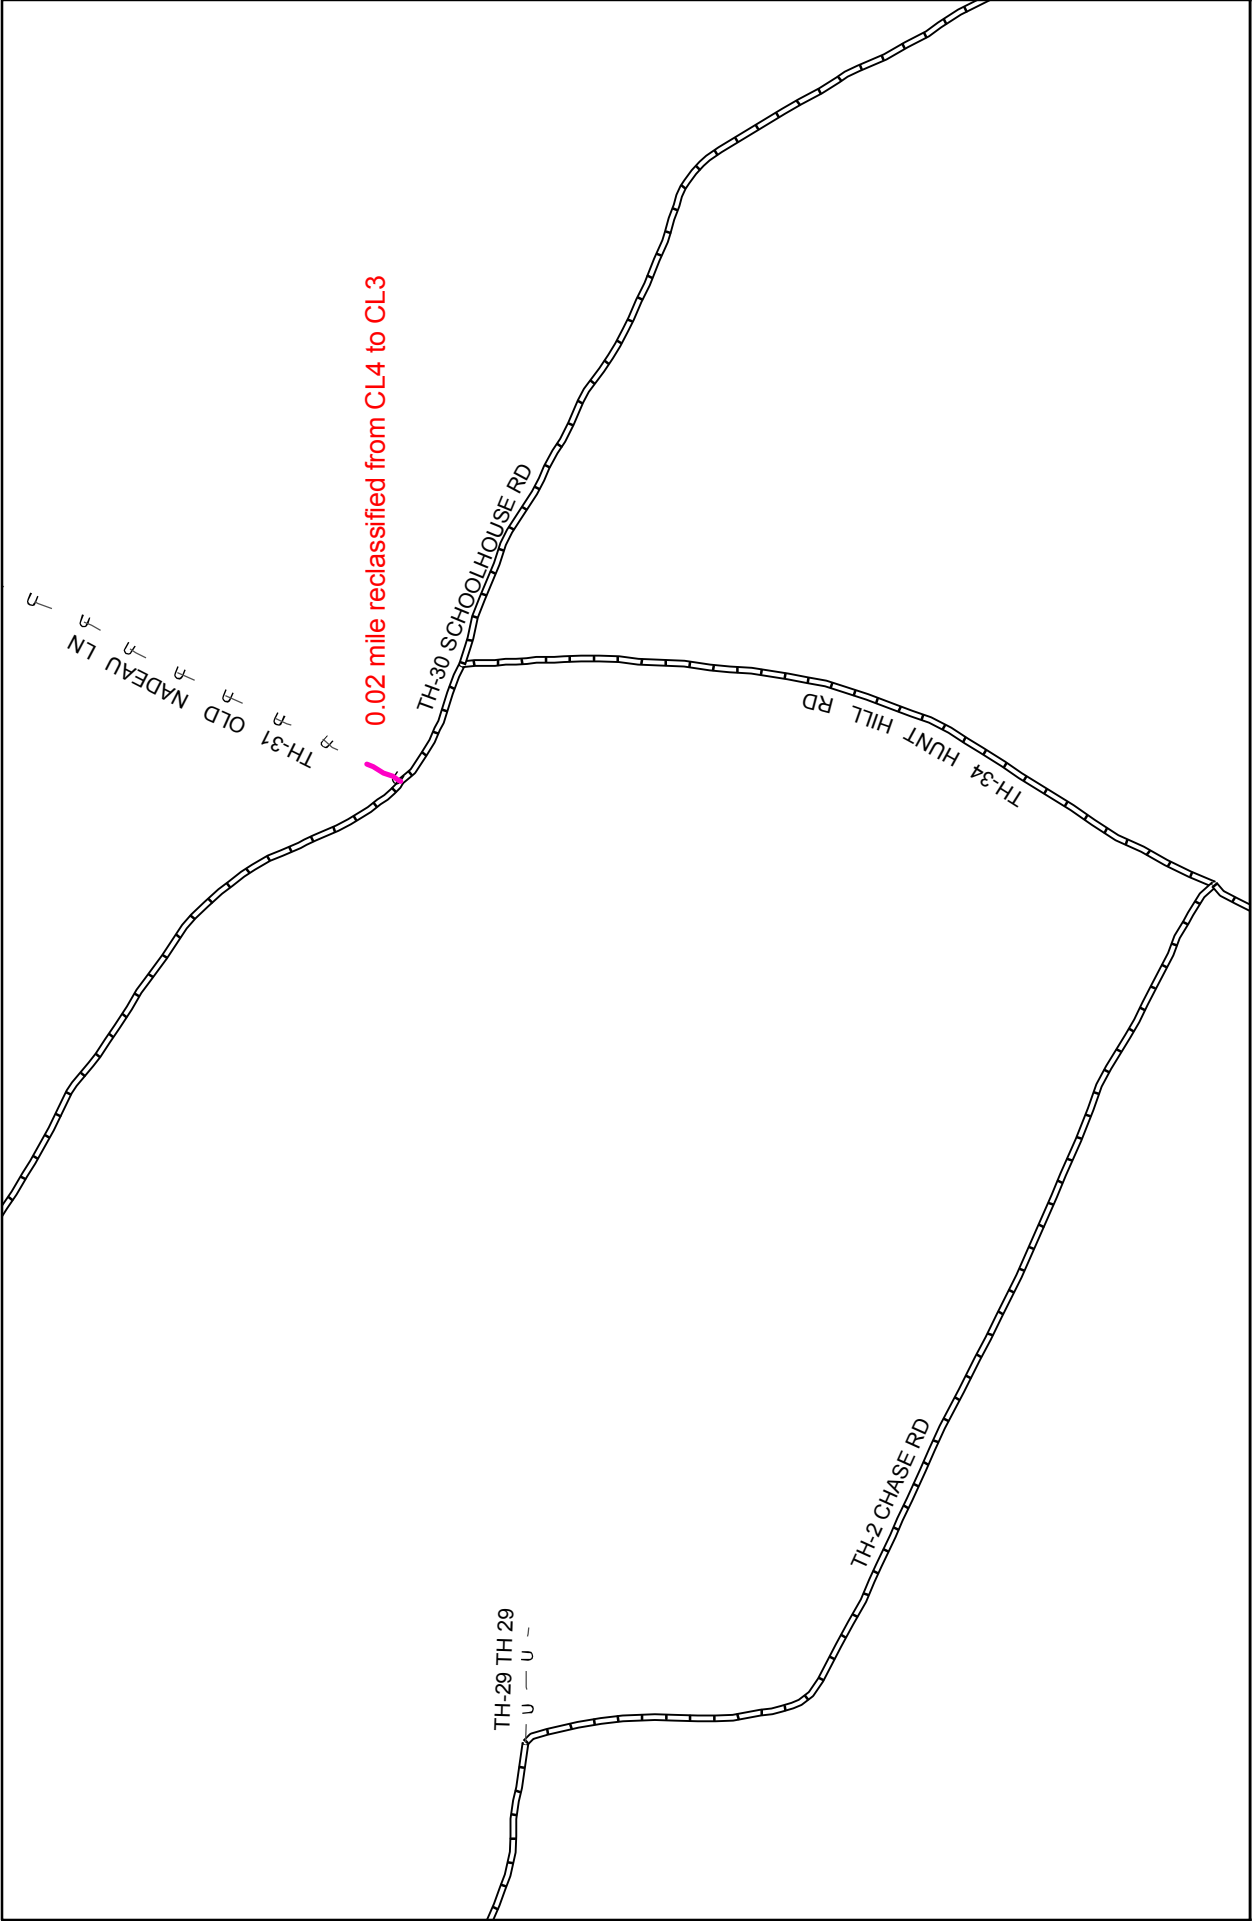 TH-31 OLD NADEAU LN
0.02 mile reclassified from CL4 to CL3
TH-30 SCHOOLHOUSE RD
TH-34 HUNT HILL RD
TH-2 CHASE RD
TH-29 TH 29
U U